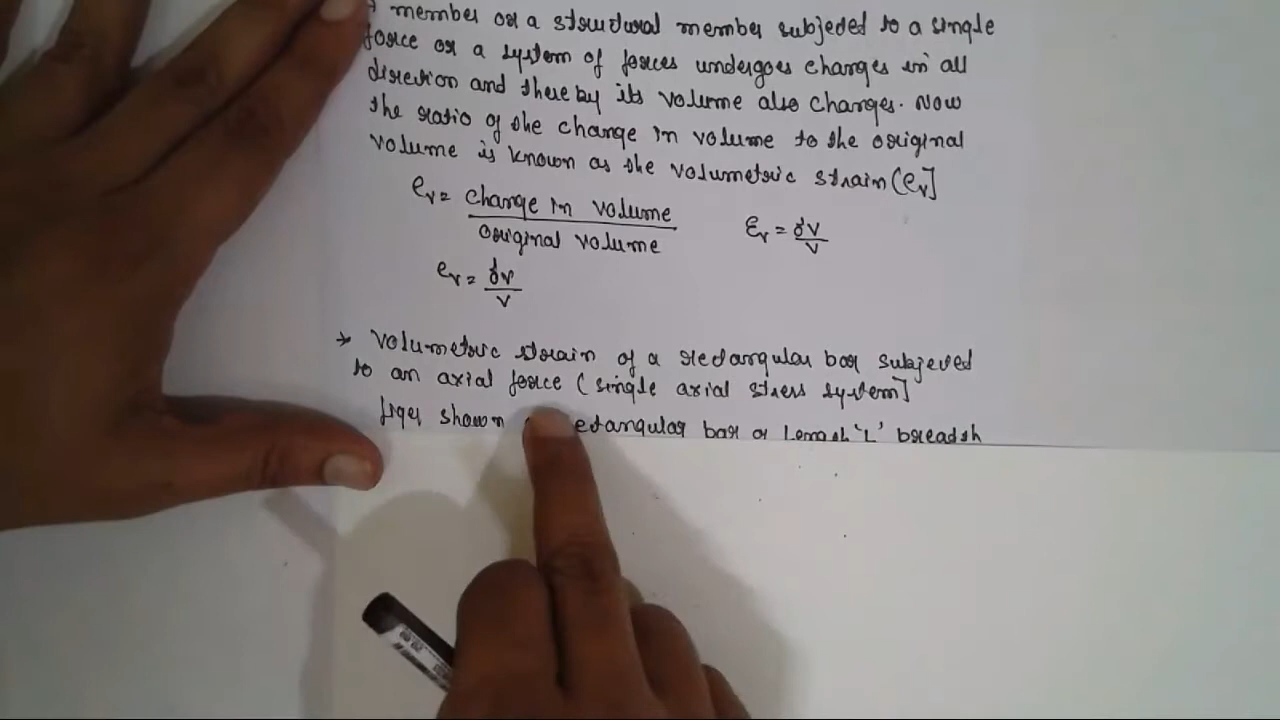 member or a structural member subjected to a single
force or a system of forces undergoes changes in all
direction and thereby its volume also changes. Now
the ratio of the change in volume to the original
volume is known as the volumetric strain (ev]
ev = change in volume / original volume
Ev = δv/v
ev = δv/v
→ Volumetric strain of a rectangular bar subjected
to an axial force (single axial stress system]
shown rectangular bar of length 'L' breadth